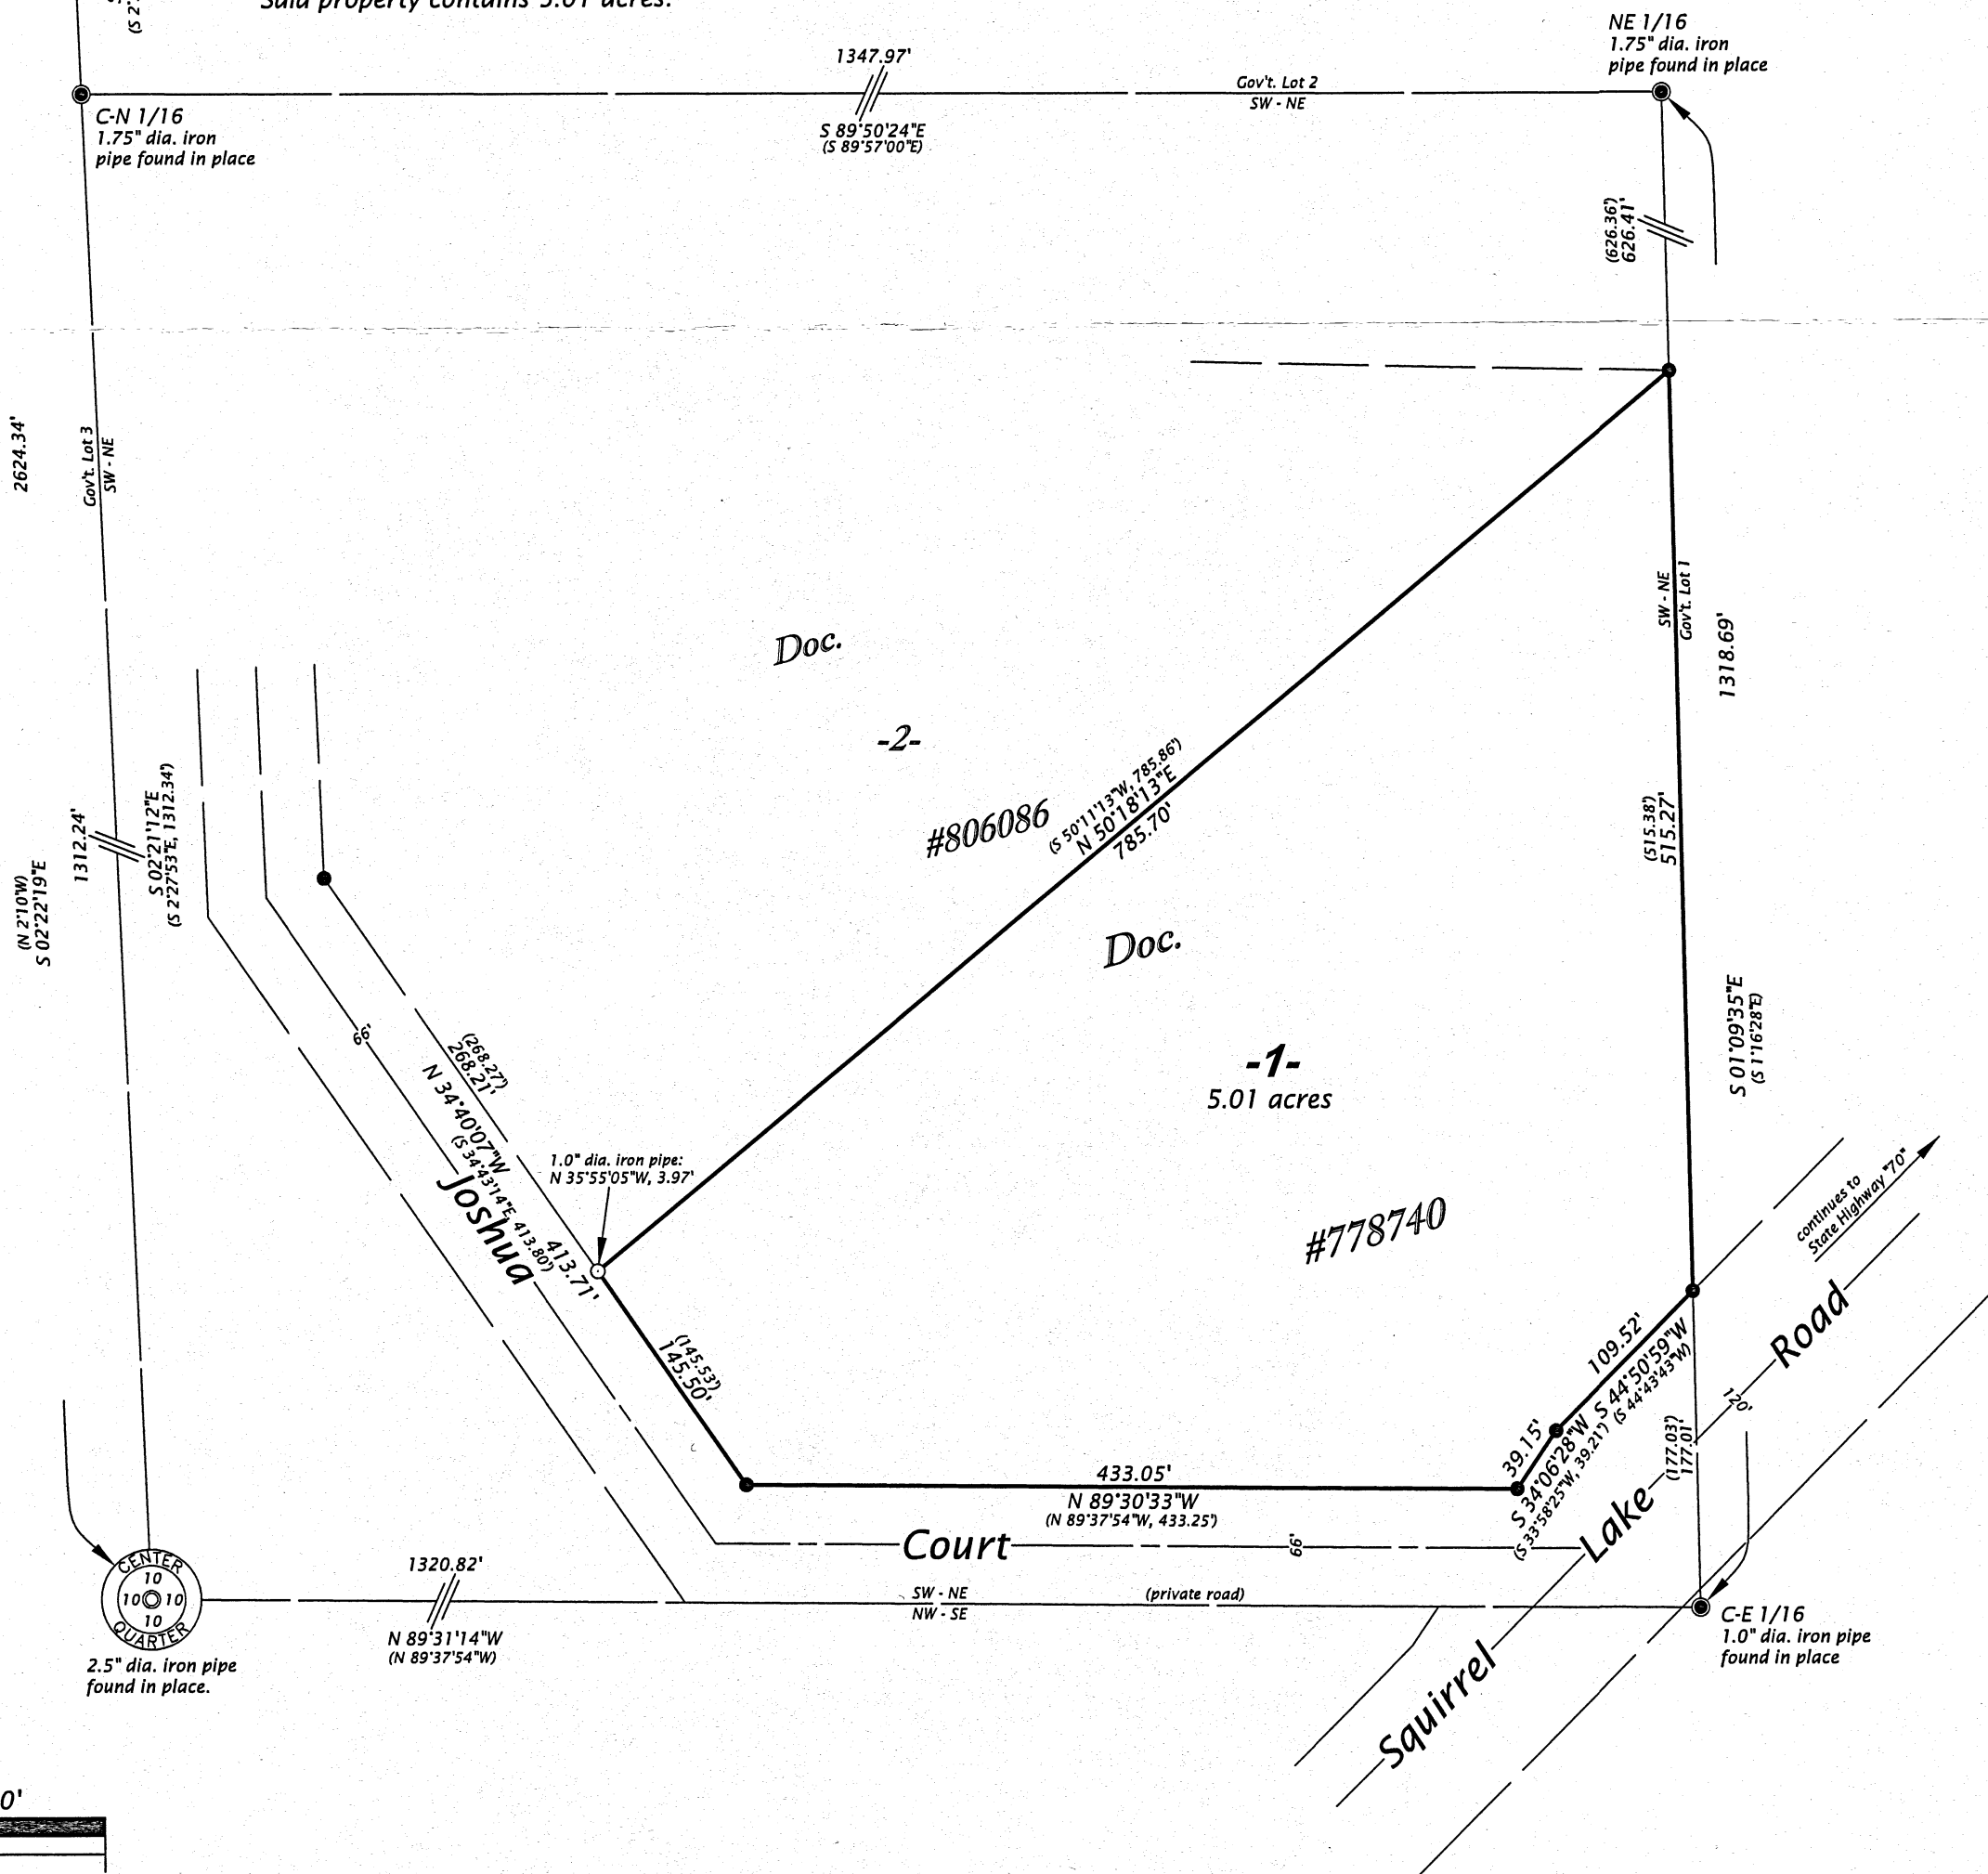 Said property contains 5.01 acres.
(S 2°
NE 1/16
1.75" dia. iron
pipe found in place
1347.97'
Gov't. Lot 2
SW - NE
S 89°50'24"E
(S 89°57'00"E)
C-N 1/16
1.75" dia. iron
pipe found in place
(626.36')
626.41'
2624.34'
Gov't. Lot 3
SW - NE
SW - NE
Gov't. Lot 1
1318.69'
Doc.
-2-
#806086
(S 50°11'13"W, 785.86')
N 50°18'13"E
785.70'
(515.38')
515.27'
1312.24'
S 02°21'12"E
(S 2°27'53"E, 1312.34')
(N 2°10"W)
S 02°22'19"E
Doc.
-1-
5.01 acres
#778740
S 01°09'35"E
(S 1°16'28"E)
66'
(268.27')
268.21'
N 34°40'07"W
(S 34°43'14"E, 413.80')
413.71'
Joshua
1.0" dia. iron pipe:
N 35°55'05"W, 3.97'
continues to
State Highway "70"
(145.53')
145.50'
109.52'
S 44°50'59"W
(S 44°43'43"W)
39.15'
S 34°06'28"W
(S 33°58'25"W, 39.21')
Road
120'
(177.03')
177.01'
433.05'
N 89°30'33"W
(N 89°37'54"W, 433.25')
Court
66'
Lake
Squirrel
CENTER
10
10 10
10
QUARTER
2.5" dia. iron pipe
found in place.
1320.82'
N 89°31'14"W
(N 89°37'54"W)
SW - NE
NW - SE
(private road)
C-E 1/16
1.0" dia. iron pipe
found in place
0'